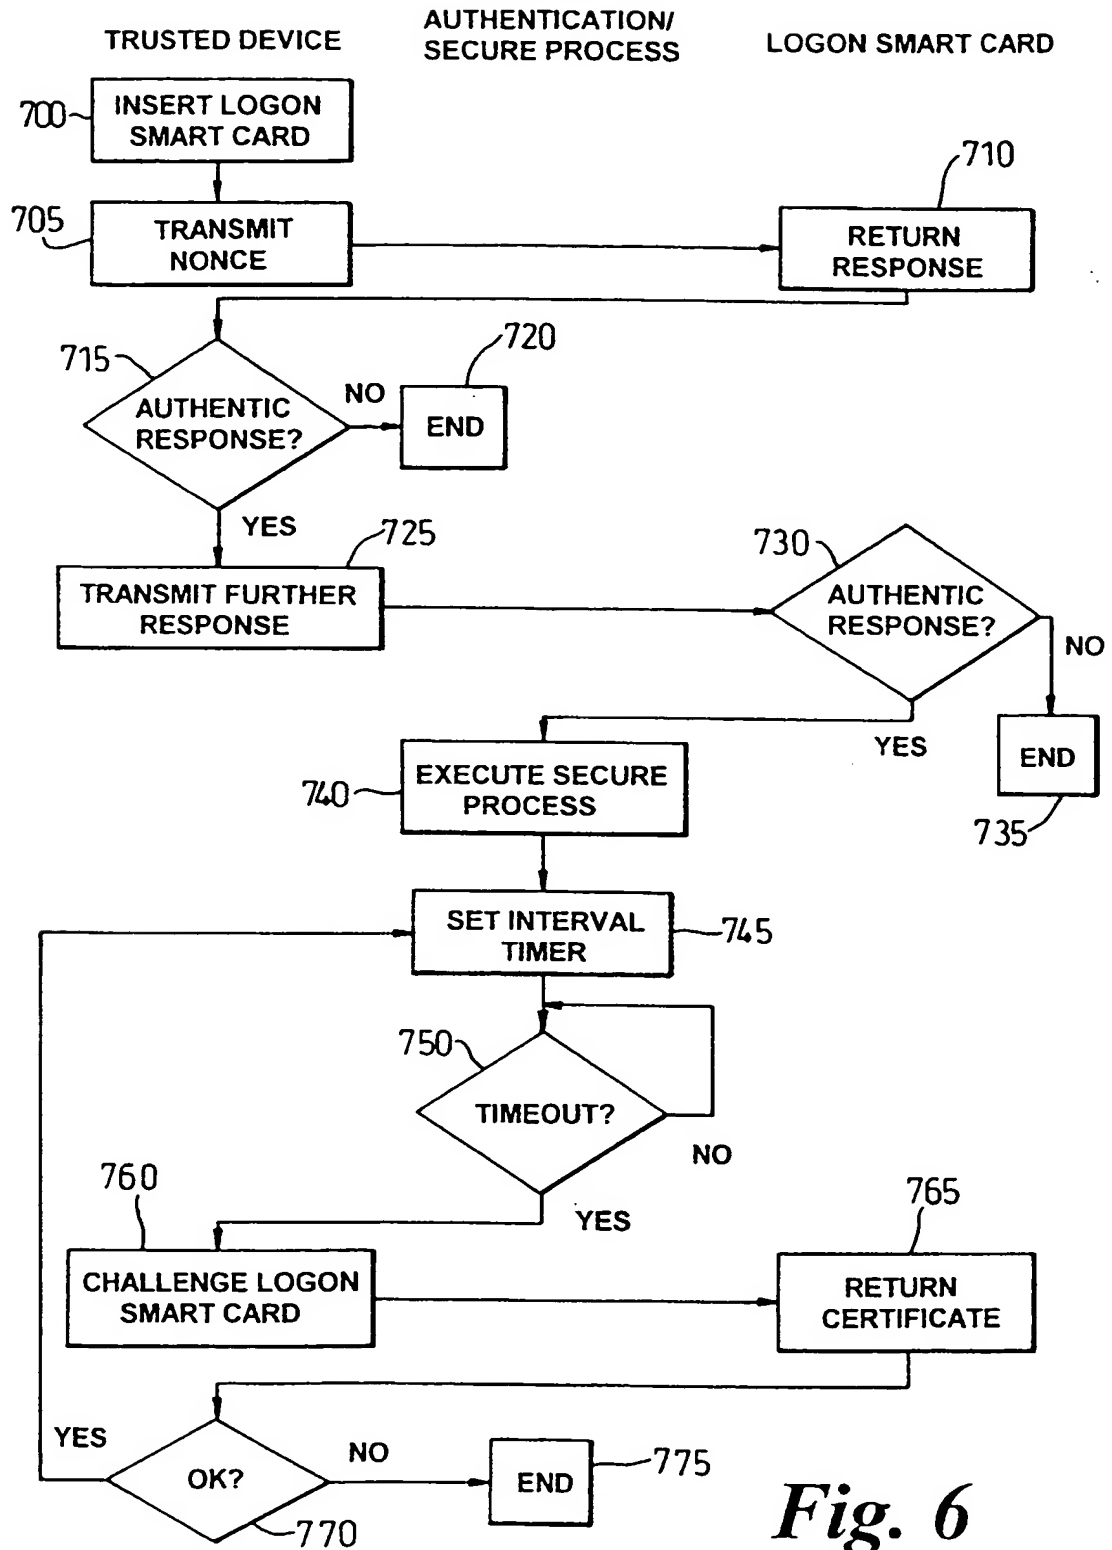 TRUSTED DEVICE
AUTHENTICATION/
SECURE PROCESS
LOGON SMART CARD
700
INSERT LOGON
SMART CARD
710
705
TRANSMIT
NONCE
RETURN
RESPONSE
715
720
AUTHENTIC
RESPONSE?
NO
END
YES
725
730
TRANSMIT FURTHER
RESPONSE
AUTHENTIC
RESPONSE?
NO
YES
END
735
740
EXECUTE SECURE
PROCESS
SET INTERVAL
TIMER
745
750
TIMEOUT?
NO
YES
760
765
CHALLENGE LOGON
SMART CARD
RETURN
CERTIFICATE
YES
OK?
NO
END
775
770
Fig. 6